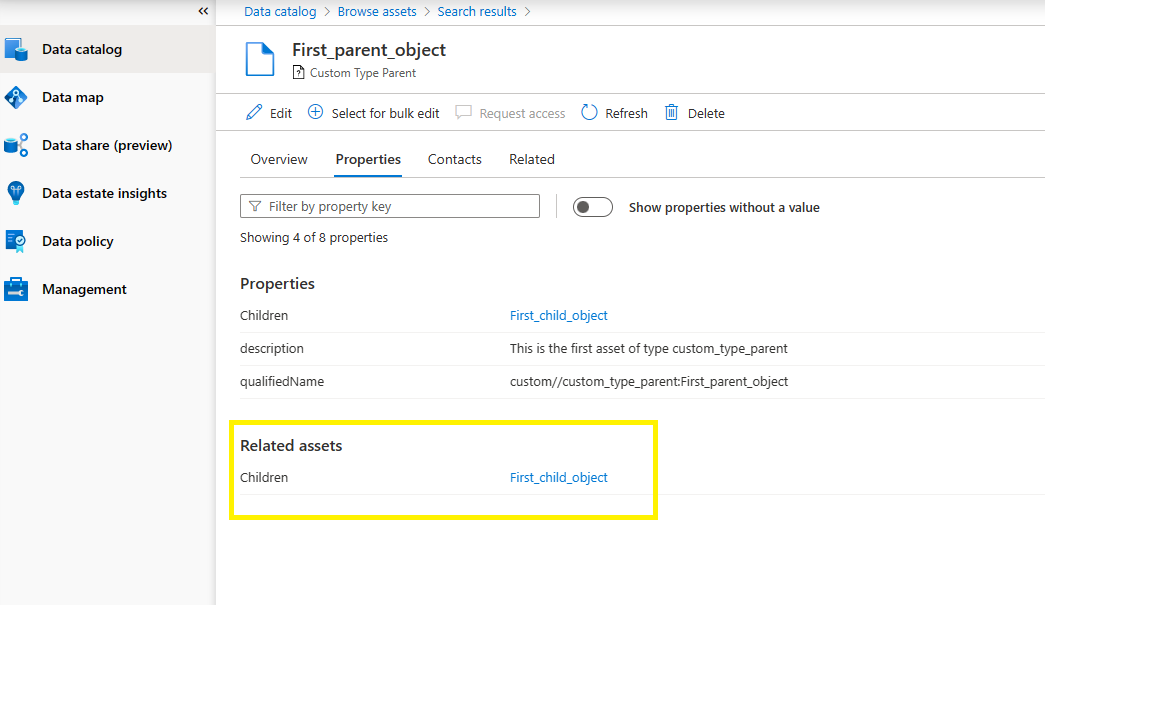 «
Data catalog > Browse assets > Search results >
Data catalog
Data map
Data share (preview)
Data estate insights
Data policy
Management
First_parent_object
Custom Type Parent
Edit Select for bulk edit Request access Refresh Delete
Overview Properties Contacts Related
Filter by property key Show properties without a value
Showing 4 of 8 properties
Properties
Children First_child_object
description This is the first asset of type custom_type_parent
qualifiedName custom//custom_type_parent:First_parent_object
Related assets
Children First_child_object